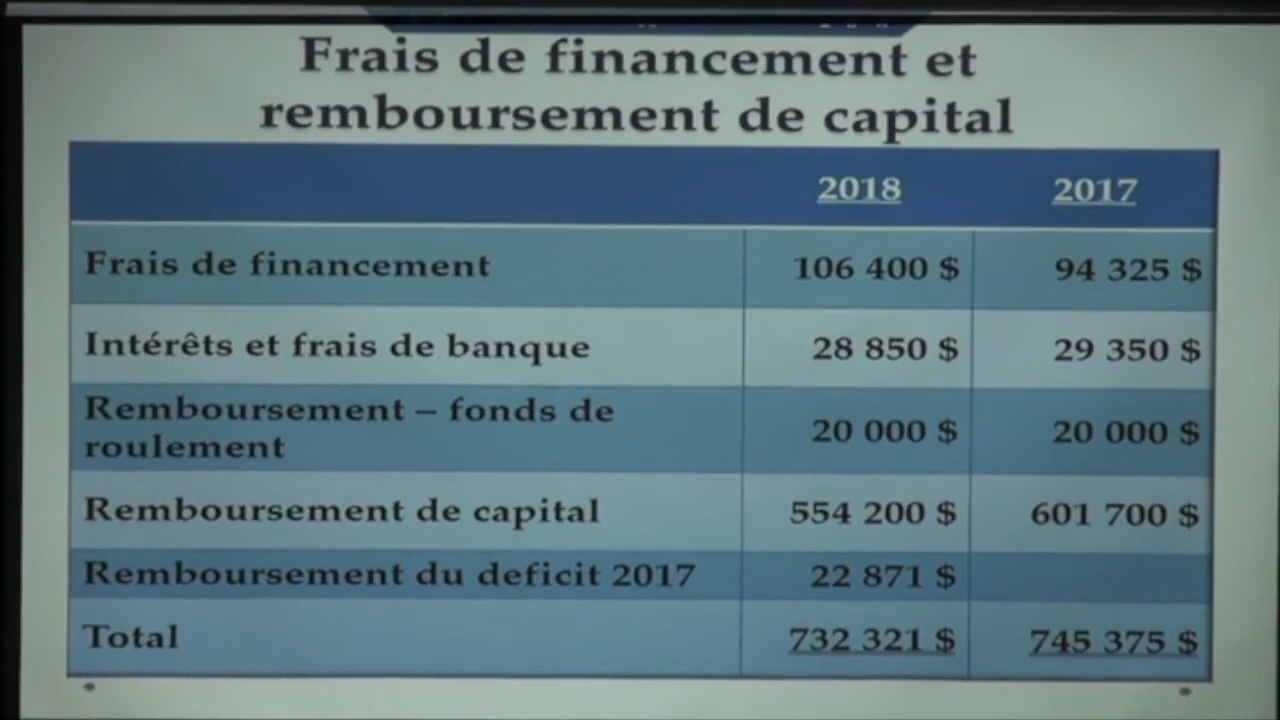 Frais de financement et
remboursement de capital
2018 2017
Frais de financement 106 400 $ 94 325 $
Intérêts et frais de banque 28 850 $ 29 350 $
Remboursement – fonds de
roulement 20 000 $ 20 000 $
Remboursement de capital 554 200 $ 601 700 $
Remboursement du deficit 2017 22 871 $
Total 732 321 $ 745 375 $